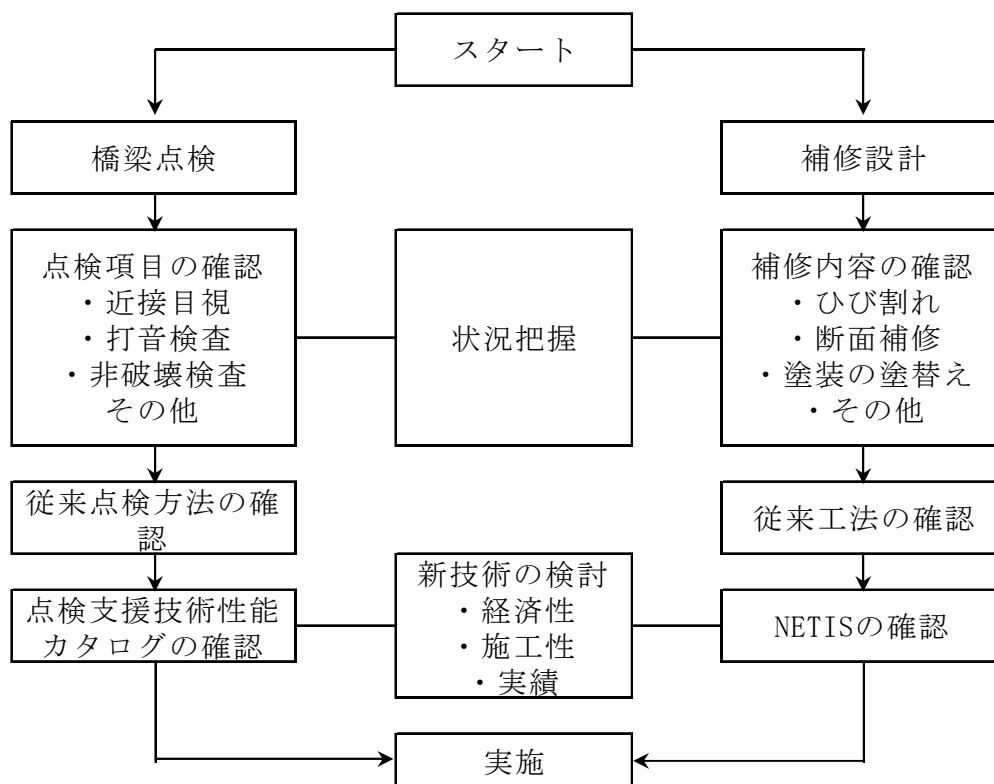 スタート
橋梁点検
補修設計
点検項目の確認
・近接目視
・打音検査
・非破壊検査
その他
状況把握
補修内容の確認
・ひび割れ
・断面補修
・塗装の塗替え
・その他
従来点検方法の確
認
従来工法の確認
点検支援技術性能
カタログの確認
新技術の検討
・経済性
・施工性
・実績
NETISの確認
実施